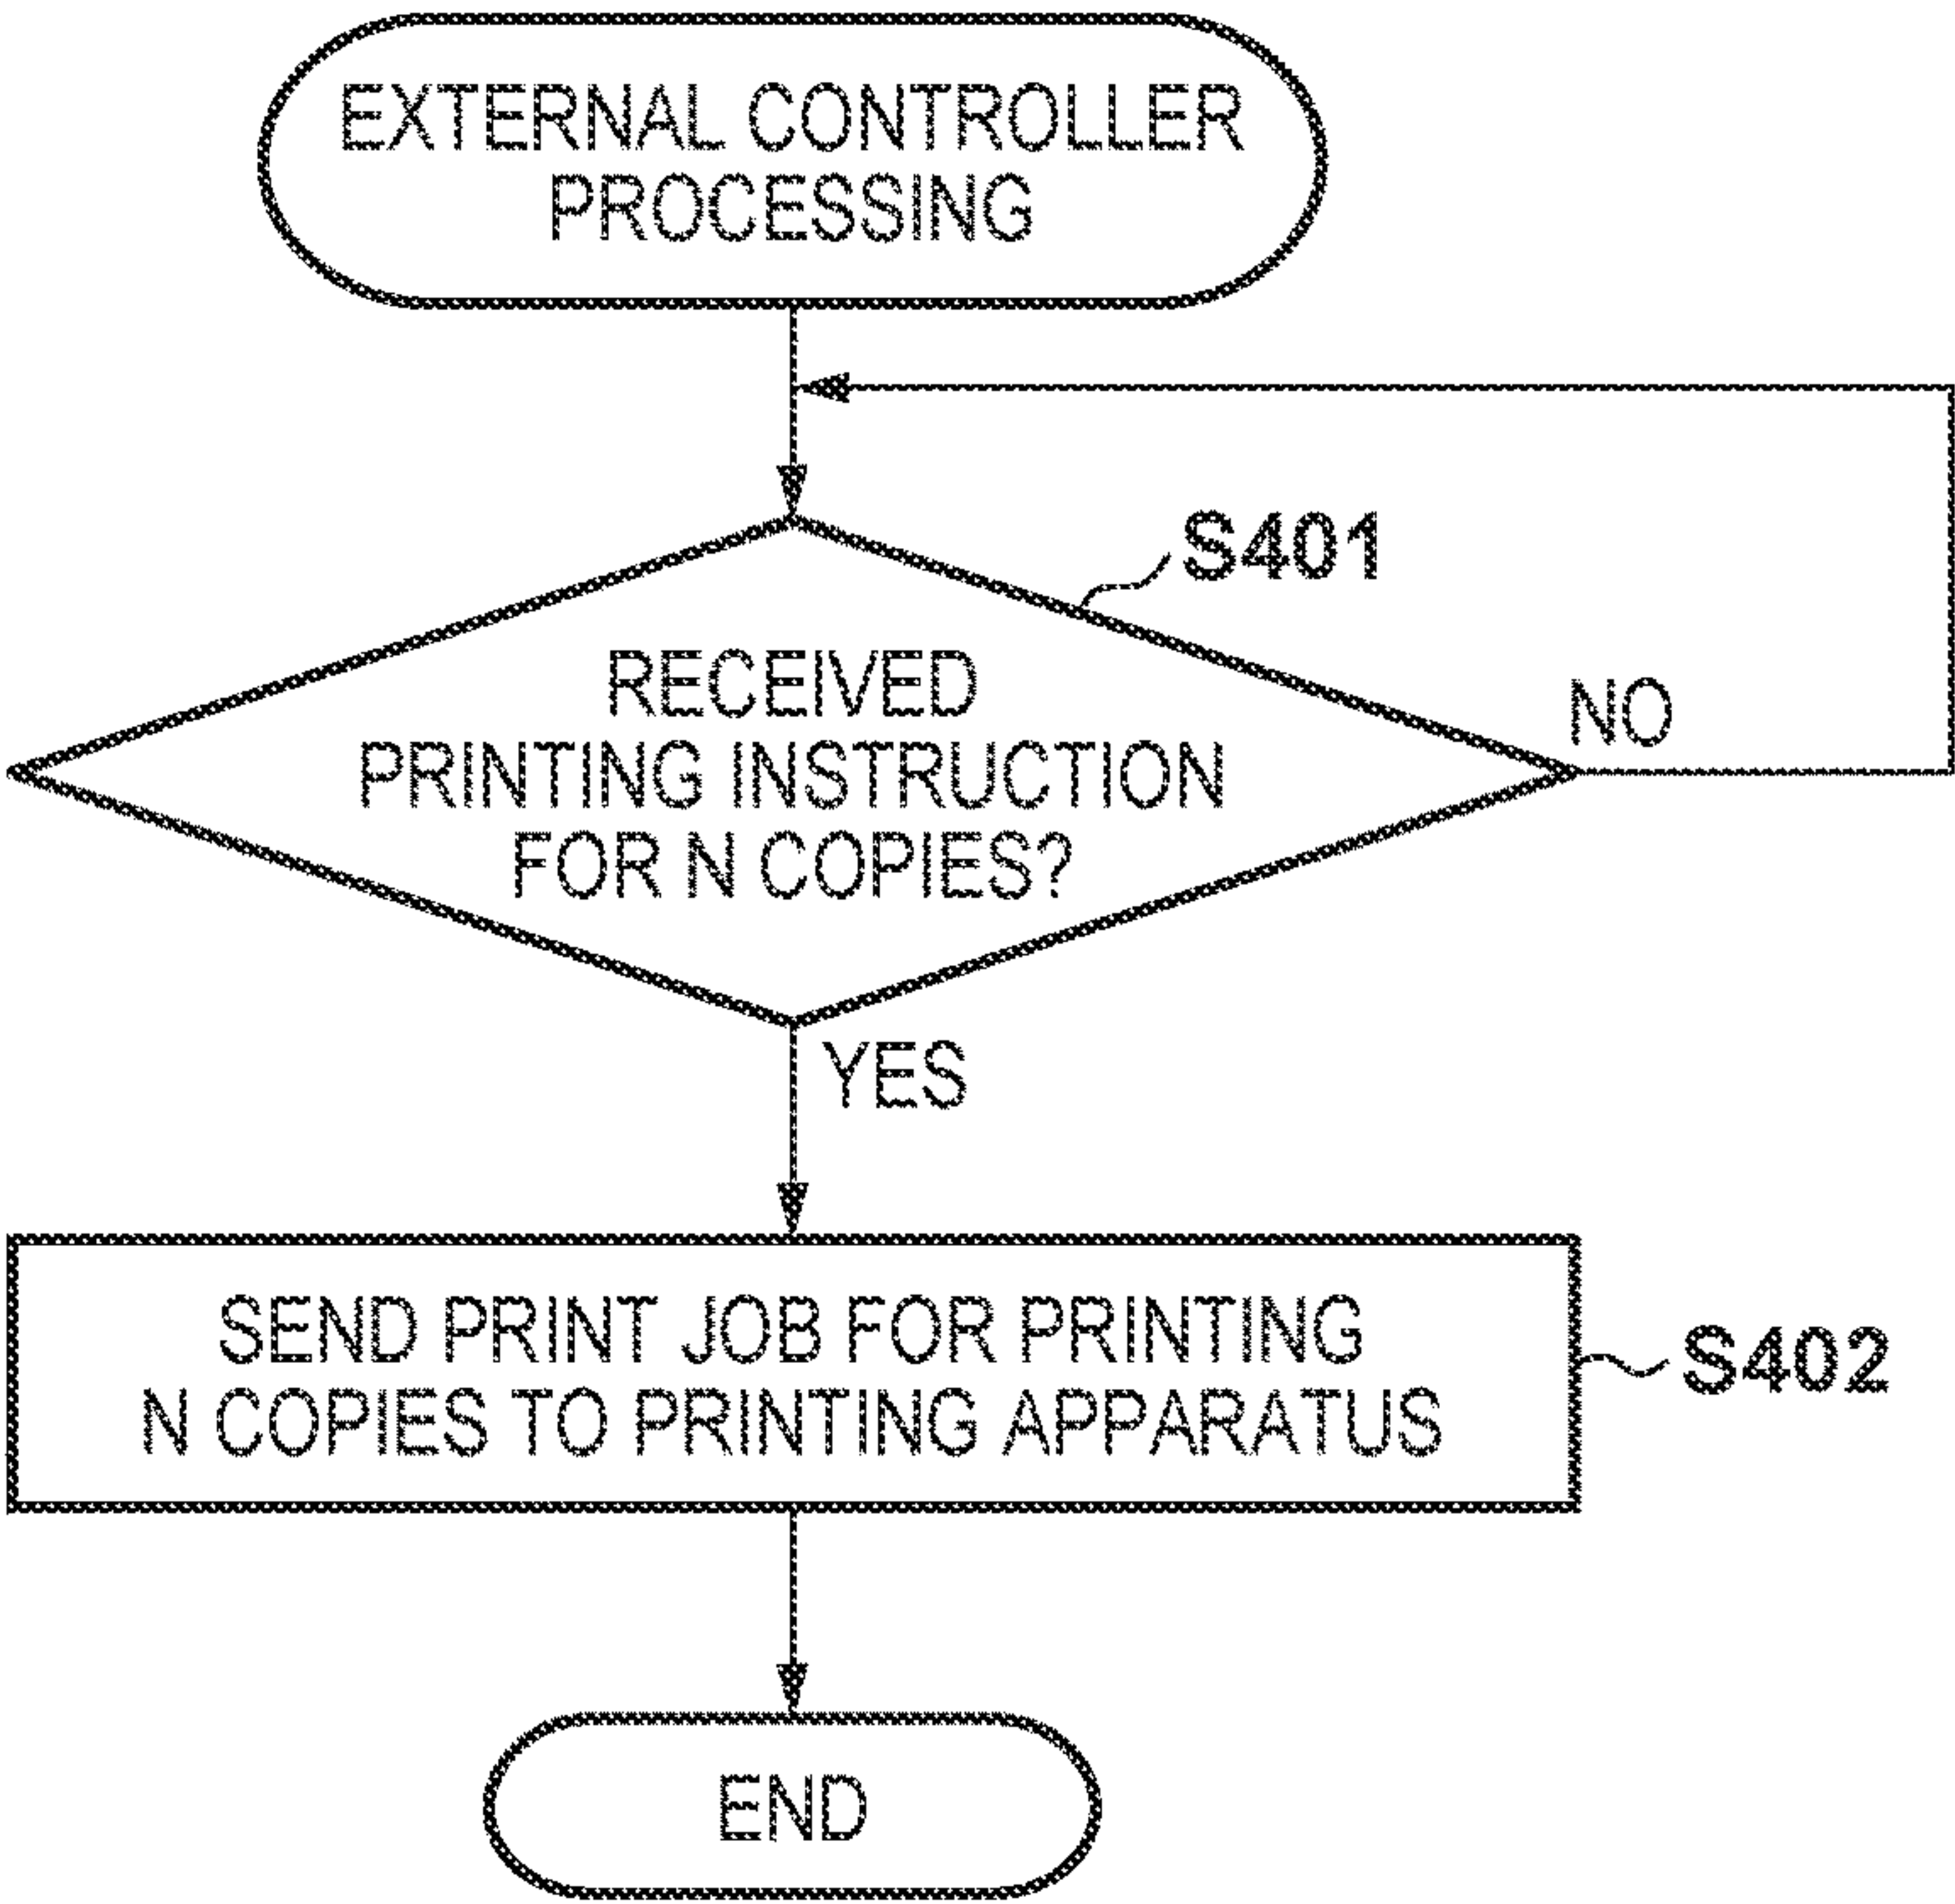 EXTERNAL CONTROLLER
PROCESSING
S401
RECEIVED
PRINTING INSTRUCTION
FOR N COPIES?
NO
YES
SEND PRINT JOB FOR PRINTING
N COPIES TO PRINTING APPARATUS
S402
END